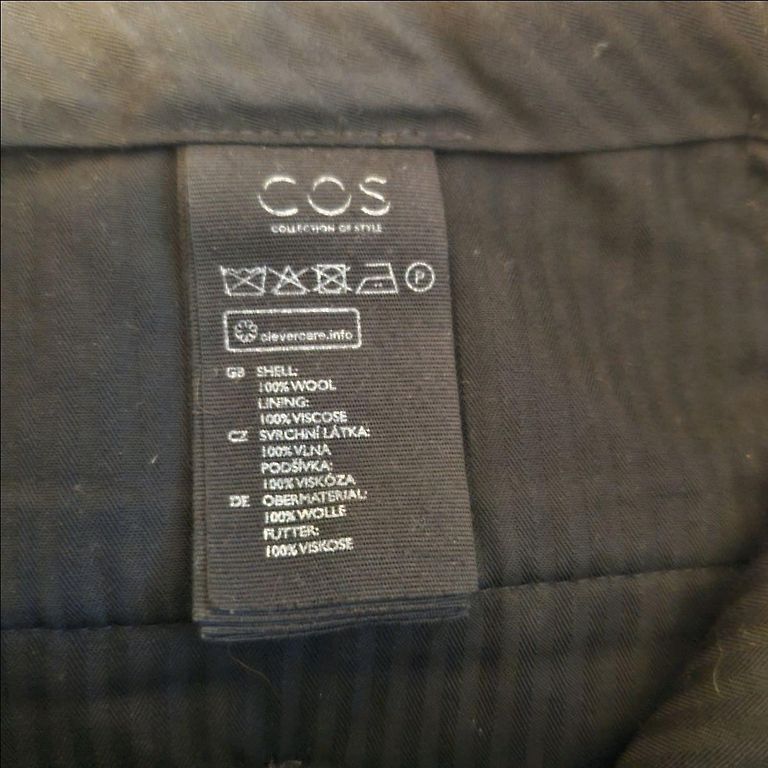 COS
COLLECTION OF STYLE
P
clevercare.info
GB SHELL:
100% WOOL
LINING:
100% VISCOSE
CZ SVRCHNÍ LÁTKA:
100% VLNA
PODŠÍVKA:
100% VISKÓZA
DE OBERMATERIAL:
100% WOLLE
FUTTER:
100% VISKOSE